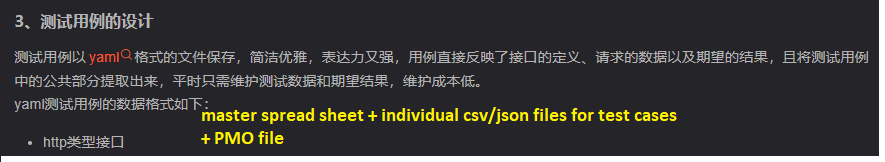 3、测试用例的设计
测试用例以 yaml 格式的文件保存，简洁优雅，表达力又强，用例直接反映了接口的定义、请求的数据以及期望的结果，且将测试用例
中的公共部分提取出来，平时只需维护测试数据和期望结果，维护成本低。
yaml测试用例的数据格式如下：
master spread sheet + individual csv/json files for test cases
+ PMO file
• http类型接口